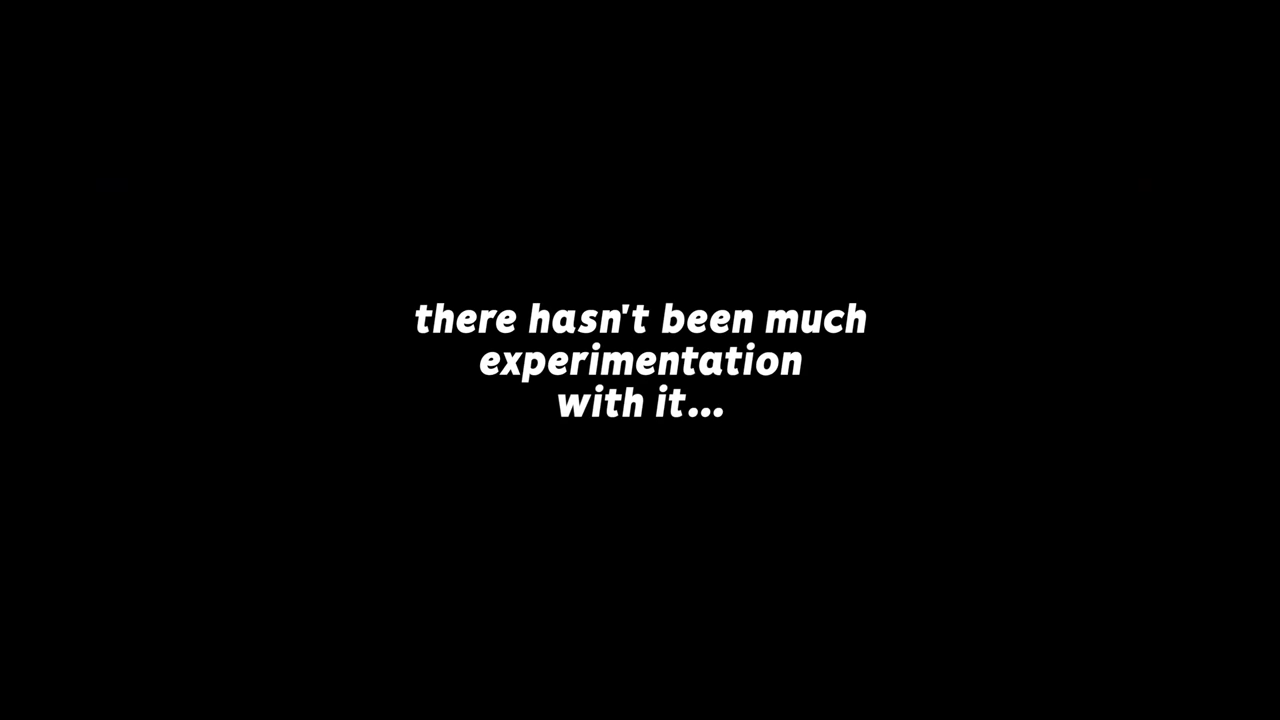 there hasn't been much
experimentation
with it...